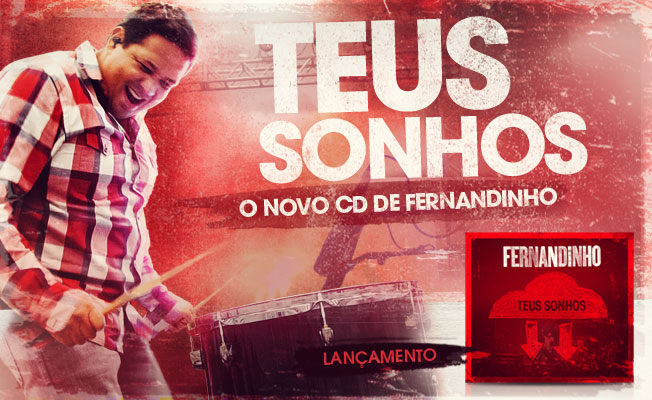 TEUS
SONHOS
O NOVO CD DE FERNANDINHO
FERNANDiNHO
TEUS SONHOS
LANÇAMENTO